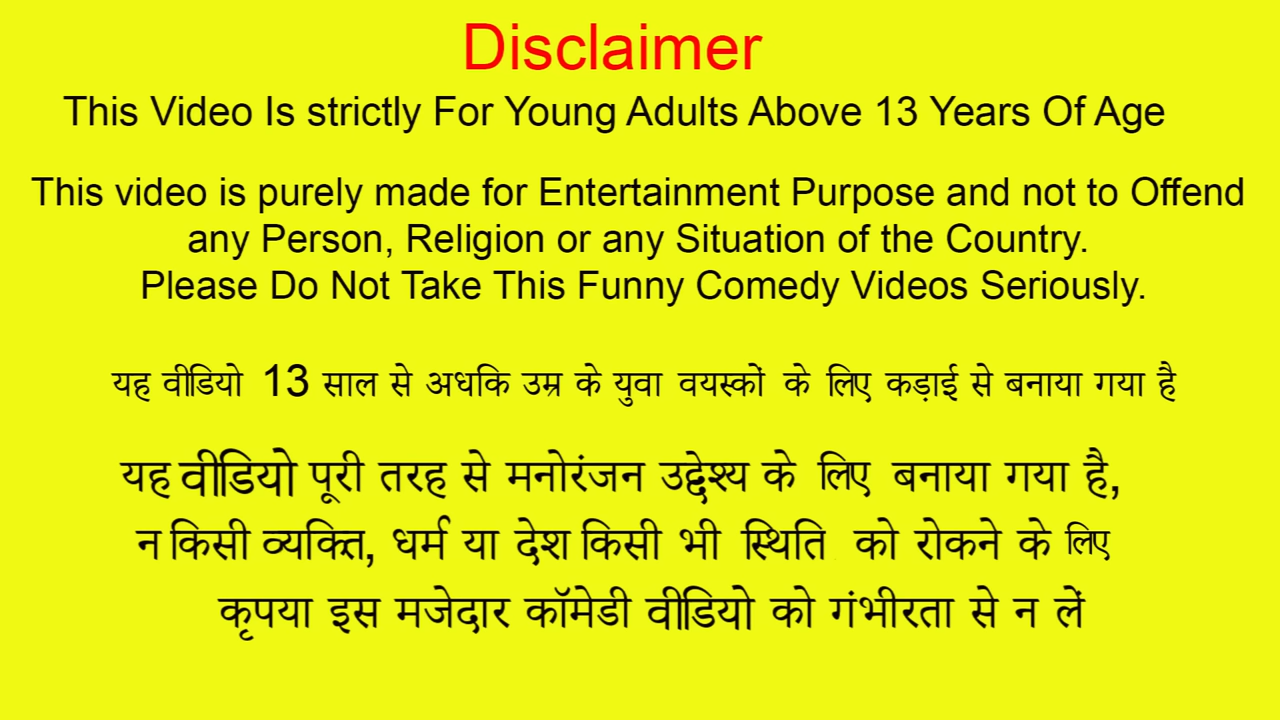 Disclaimer
This Video Is strictly For Young Adults Above 13 Years Of Age
This video is purely made for Entertainment Purpose and not to Offend
any Person, Religion or any Situation of the Country.
Please Do Not Take This Funny Comedy Videos Seriously.
यह वीडियो 13 साल से अधकि उम्र के युवा वयस्कों के लिए कड़ाई से बनाया गया है
यह वीडियो पूरी तरह से मनोरंजन उद्देश्य के लिए बनाया गया है,
न किसी व्यक्ति, धर्म या देश किसी भी स्थिति को रोकने के लिए
कृपया इस मजेदार कॉमेडी वीडियो को गंभीरता से न लें